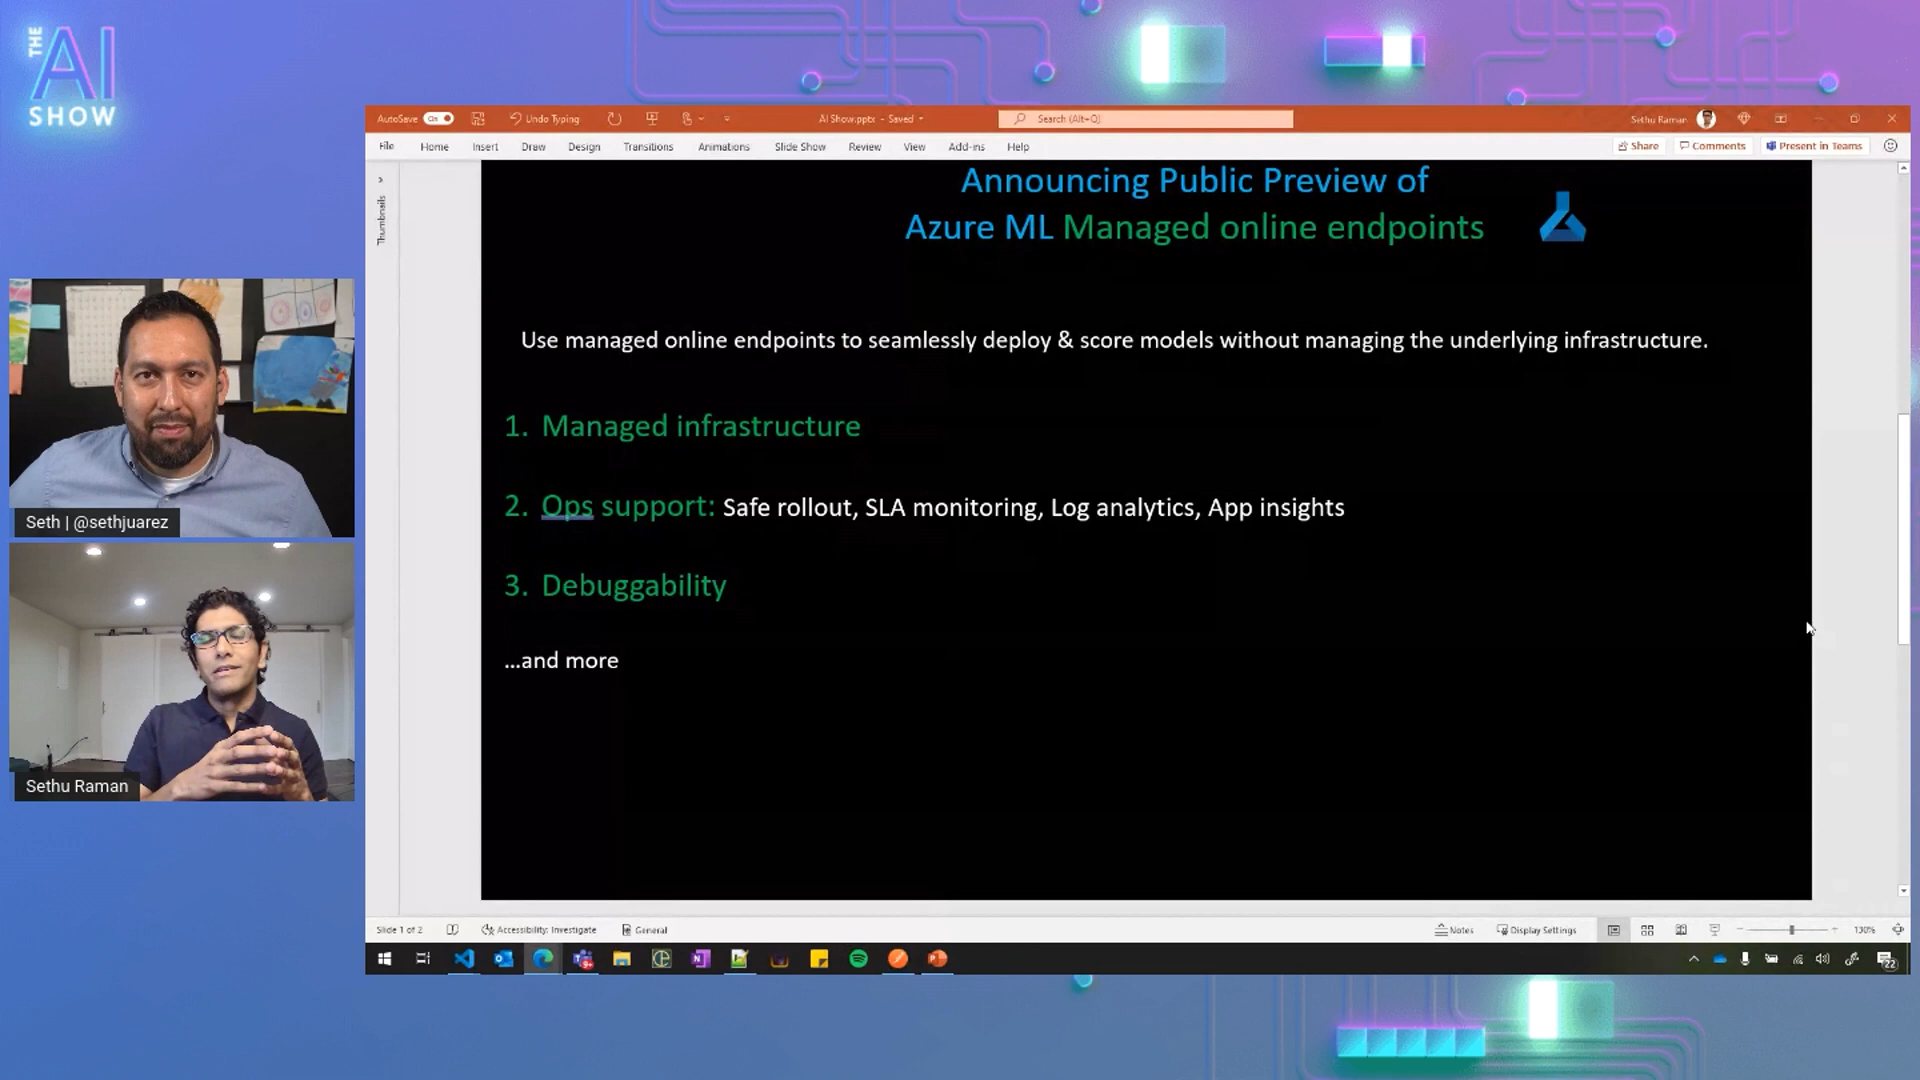 THE
AI
SHOW
AutoSave On Undo Typing AI Show.pptx - Saved Search (Alt+Q) Sethu Raman
File Home Insert Draw Design Transitions Animations Slide Show Review View Add-ins Help Share Comments Present in Teams
Thumbnails
Announcing Public Preview of
Azure ML Managed online endpoints
Use managed online endpoints to seamlessly deploy & score models without managing the underlying infrastructure.
1. Managed infrastructure
2. Ops support: Safe rollout, SLA monitoring, Log analytics, App insights
3. Debuggability
...and more
Seth | @sethjuarez
Sethu Raman
Slide 1 of 2 Accessibility: Investigate General Notes Display Settings 130%
22